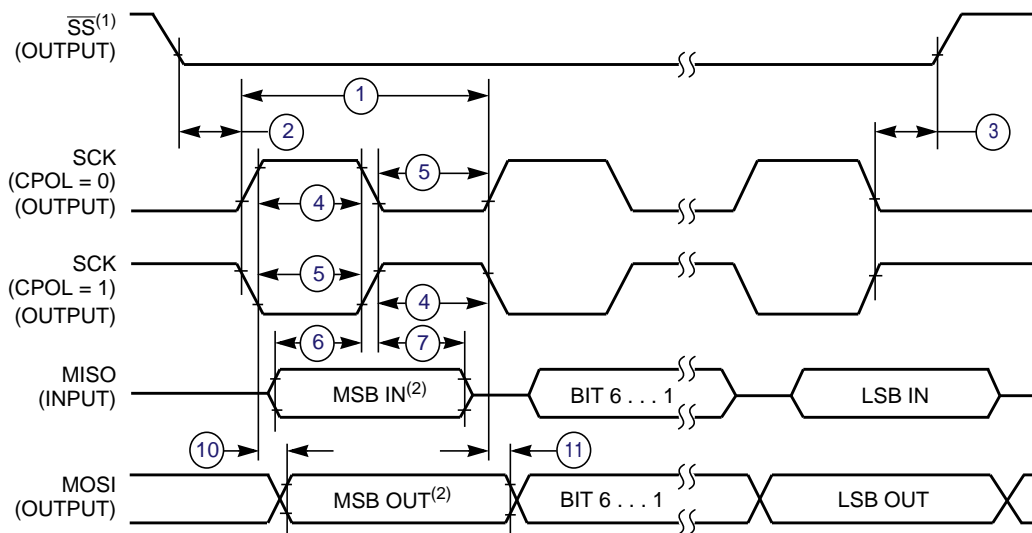 SS(1)
(OUTPUT)
1
2
3
SCK
(CPOL = 0)
(OUTPUT)
5
4
SCK
(CPOL = 1)
(OUTPUT)
5
4
6
7
MISO
(INPUT)
MSB IN(2)
BIT 6 . . . 1
LSB IN
10
11
MOSI
(OUTPUT)
MSB OUT(2)
BIT 6 . . . 1
LSB OUT